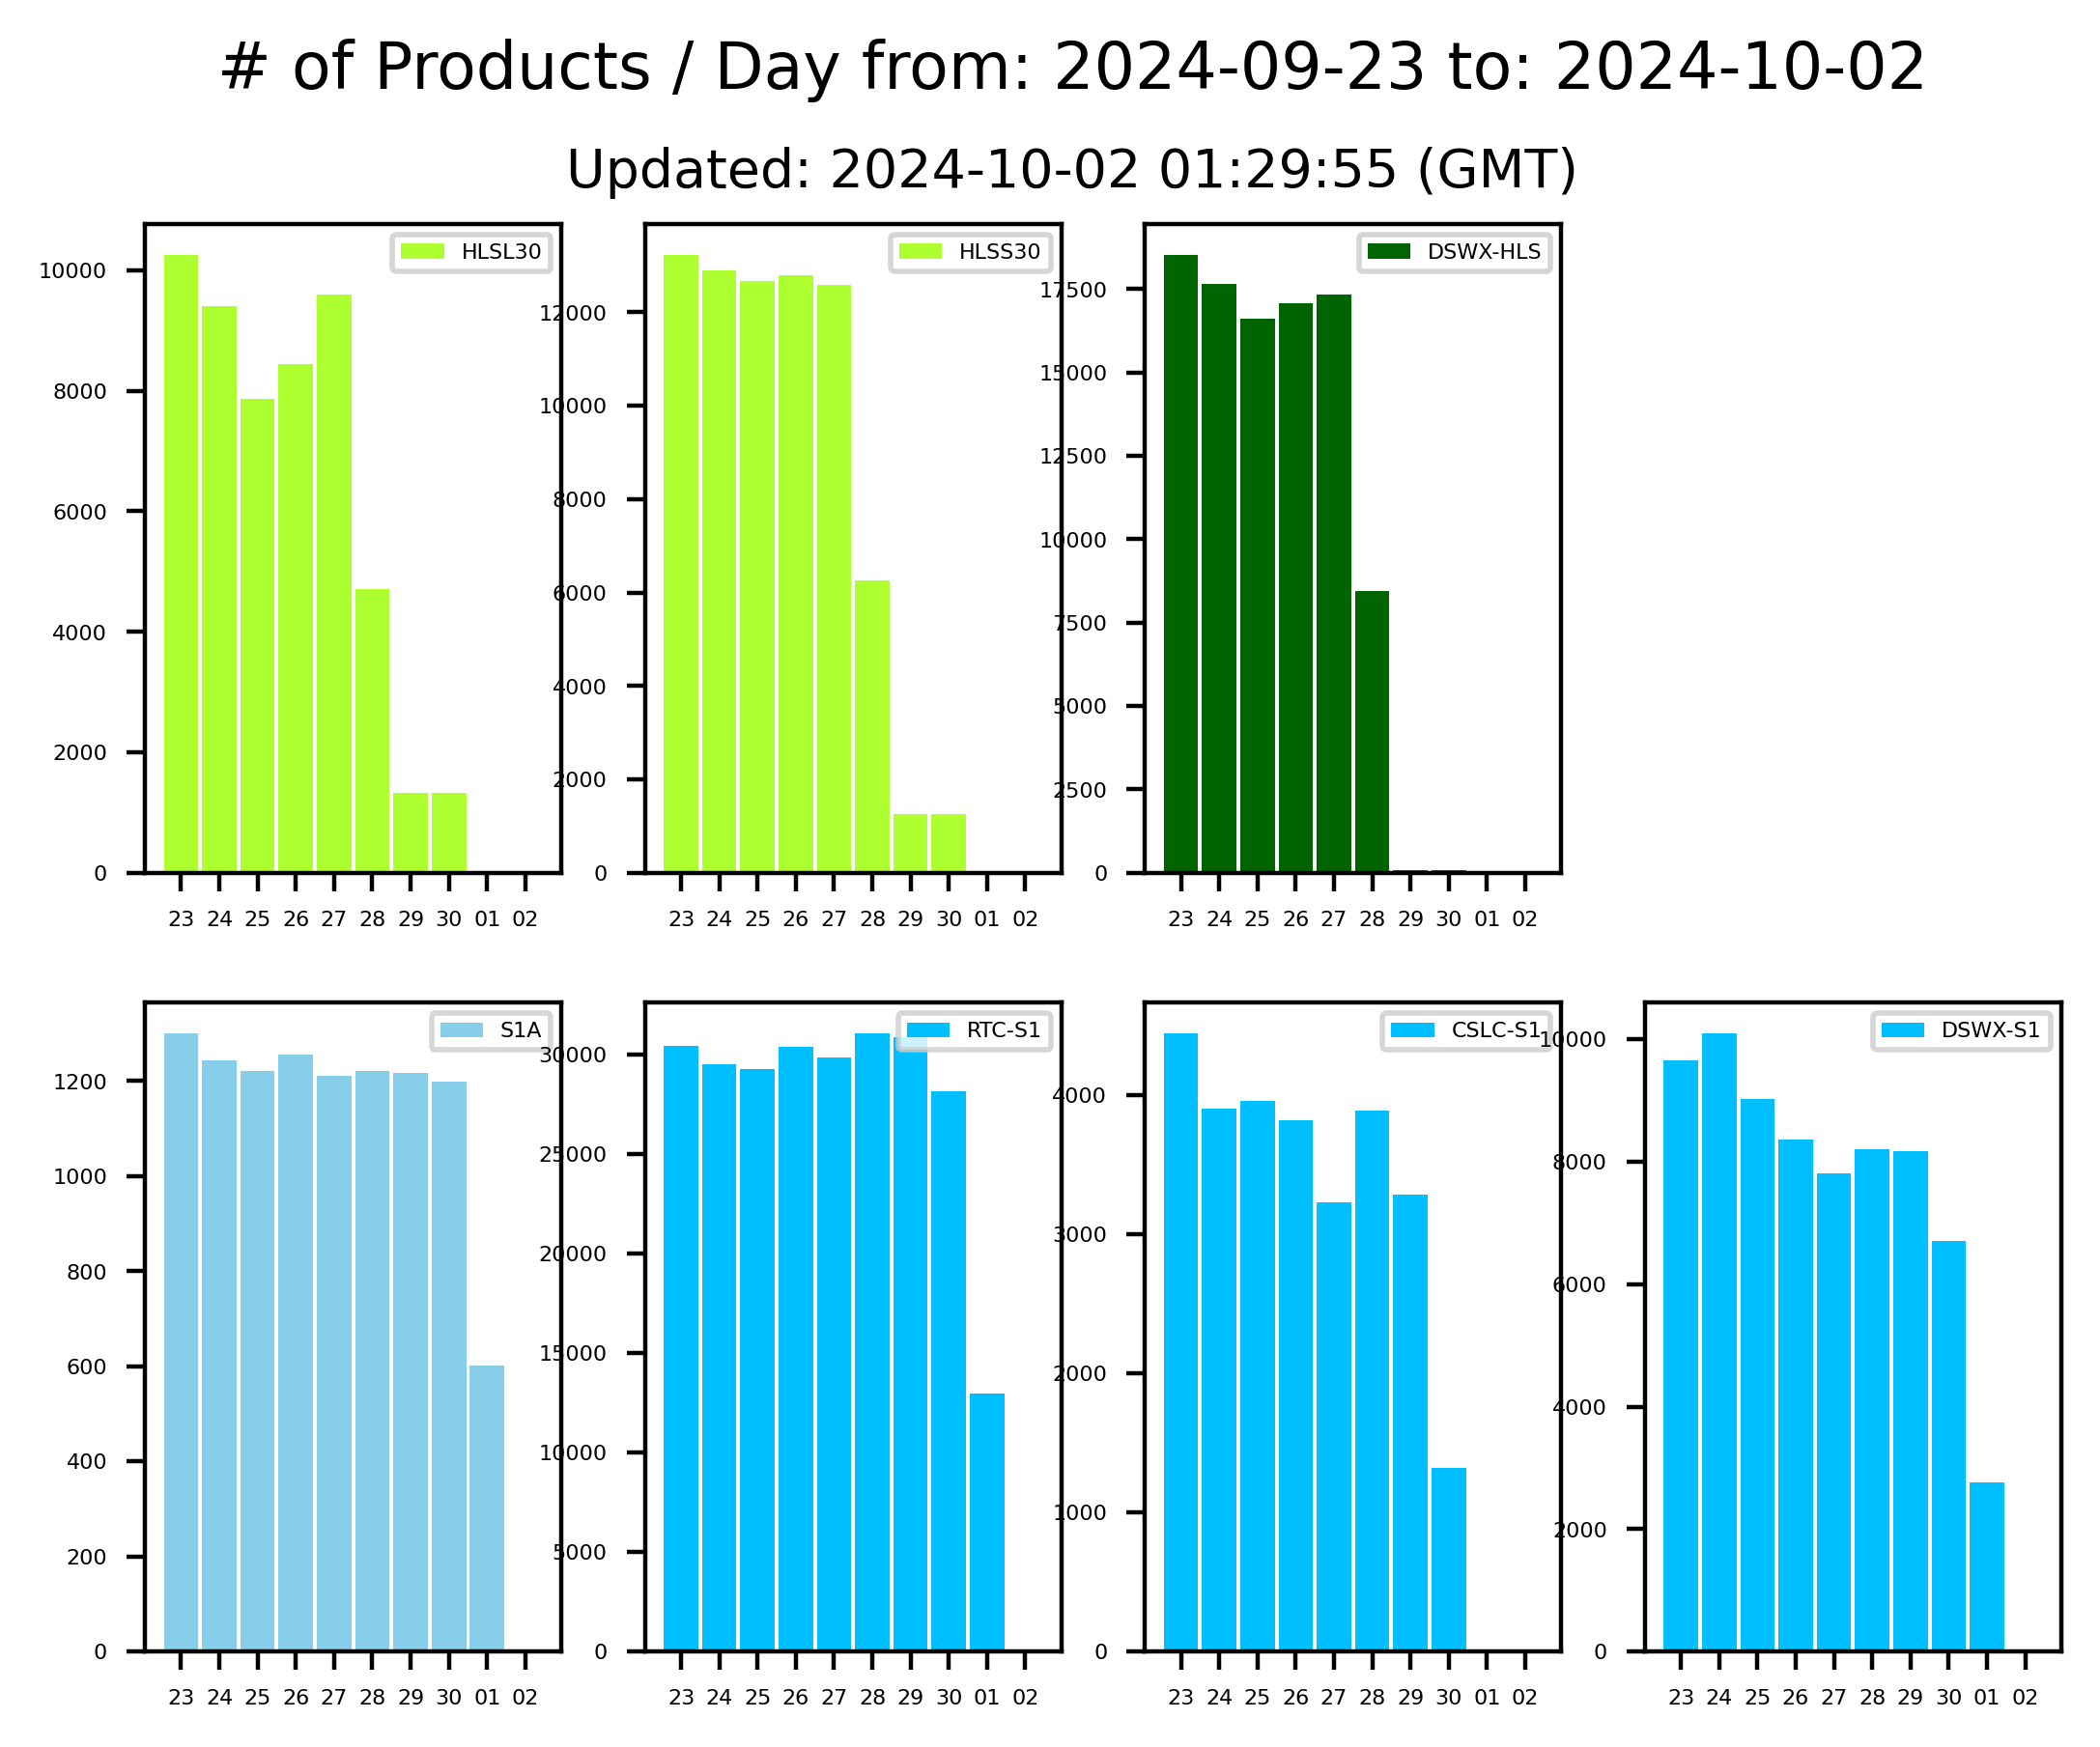 # of Products / Day from: 2024-09-23 to: 2024-10-02
Updated: 2024-10-02 01:29:55 (GMT)
HLSL30
10000
8000
6000
4000
2000
0
23 24 25 26 27 28 29 30 01 02
HLSS30
12000
10000
8000
6000
4000
2000
0
23 24 25 26 27 28 29 30 01 02
DSWX-HLS
17500
15000
12500
10000
7500
5000
2500
0
23 24 25 26 27 28 29 30 01 02
S1A
1200
1000
800
600
400
200
0
23 24 25 26 27 28 29 30 01 02
RTC-S1
30000
25000
20000
15000
10000
5000
0
23 24 25 26 27 28 29 30 01 02
CSLC-S1
4000
3000
2000
1000
0
23 24 25 26 27 28 29 30 01 02
DSWX-S1
10000
8000
6000
4000
2000
0
23 24 25 26 27 28 29 30 01 02